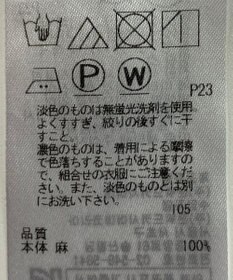 P
W
P23
淡色のものは無蛍光洗剤を使用
よくすすぎ、絞りの後すぐに干
すこと。
濃色のものは、着用による摩擦
で色落ちすることがありますの
で、組合せの衣服にご注意くださ
い。また、淡色のものとは別
にお洗い下さい。
105
品質
本体 麻 100%